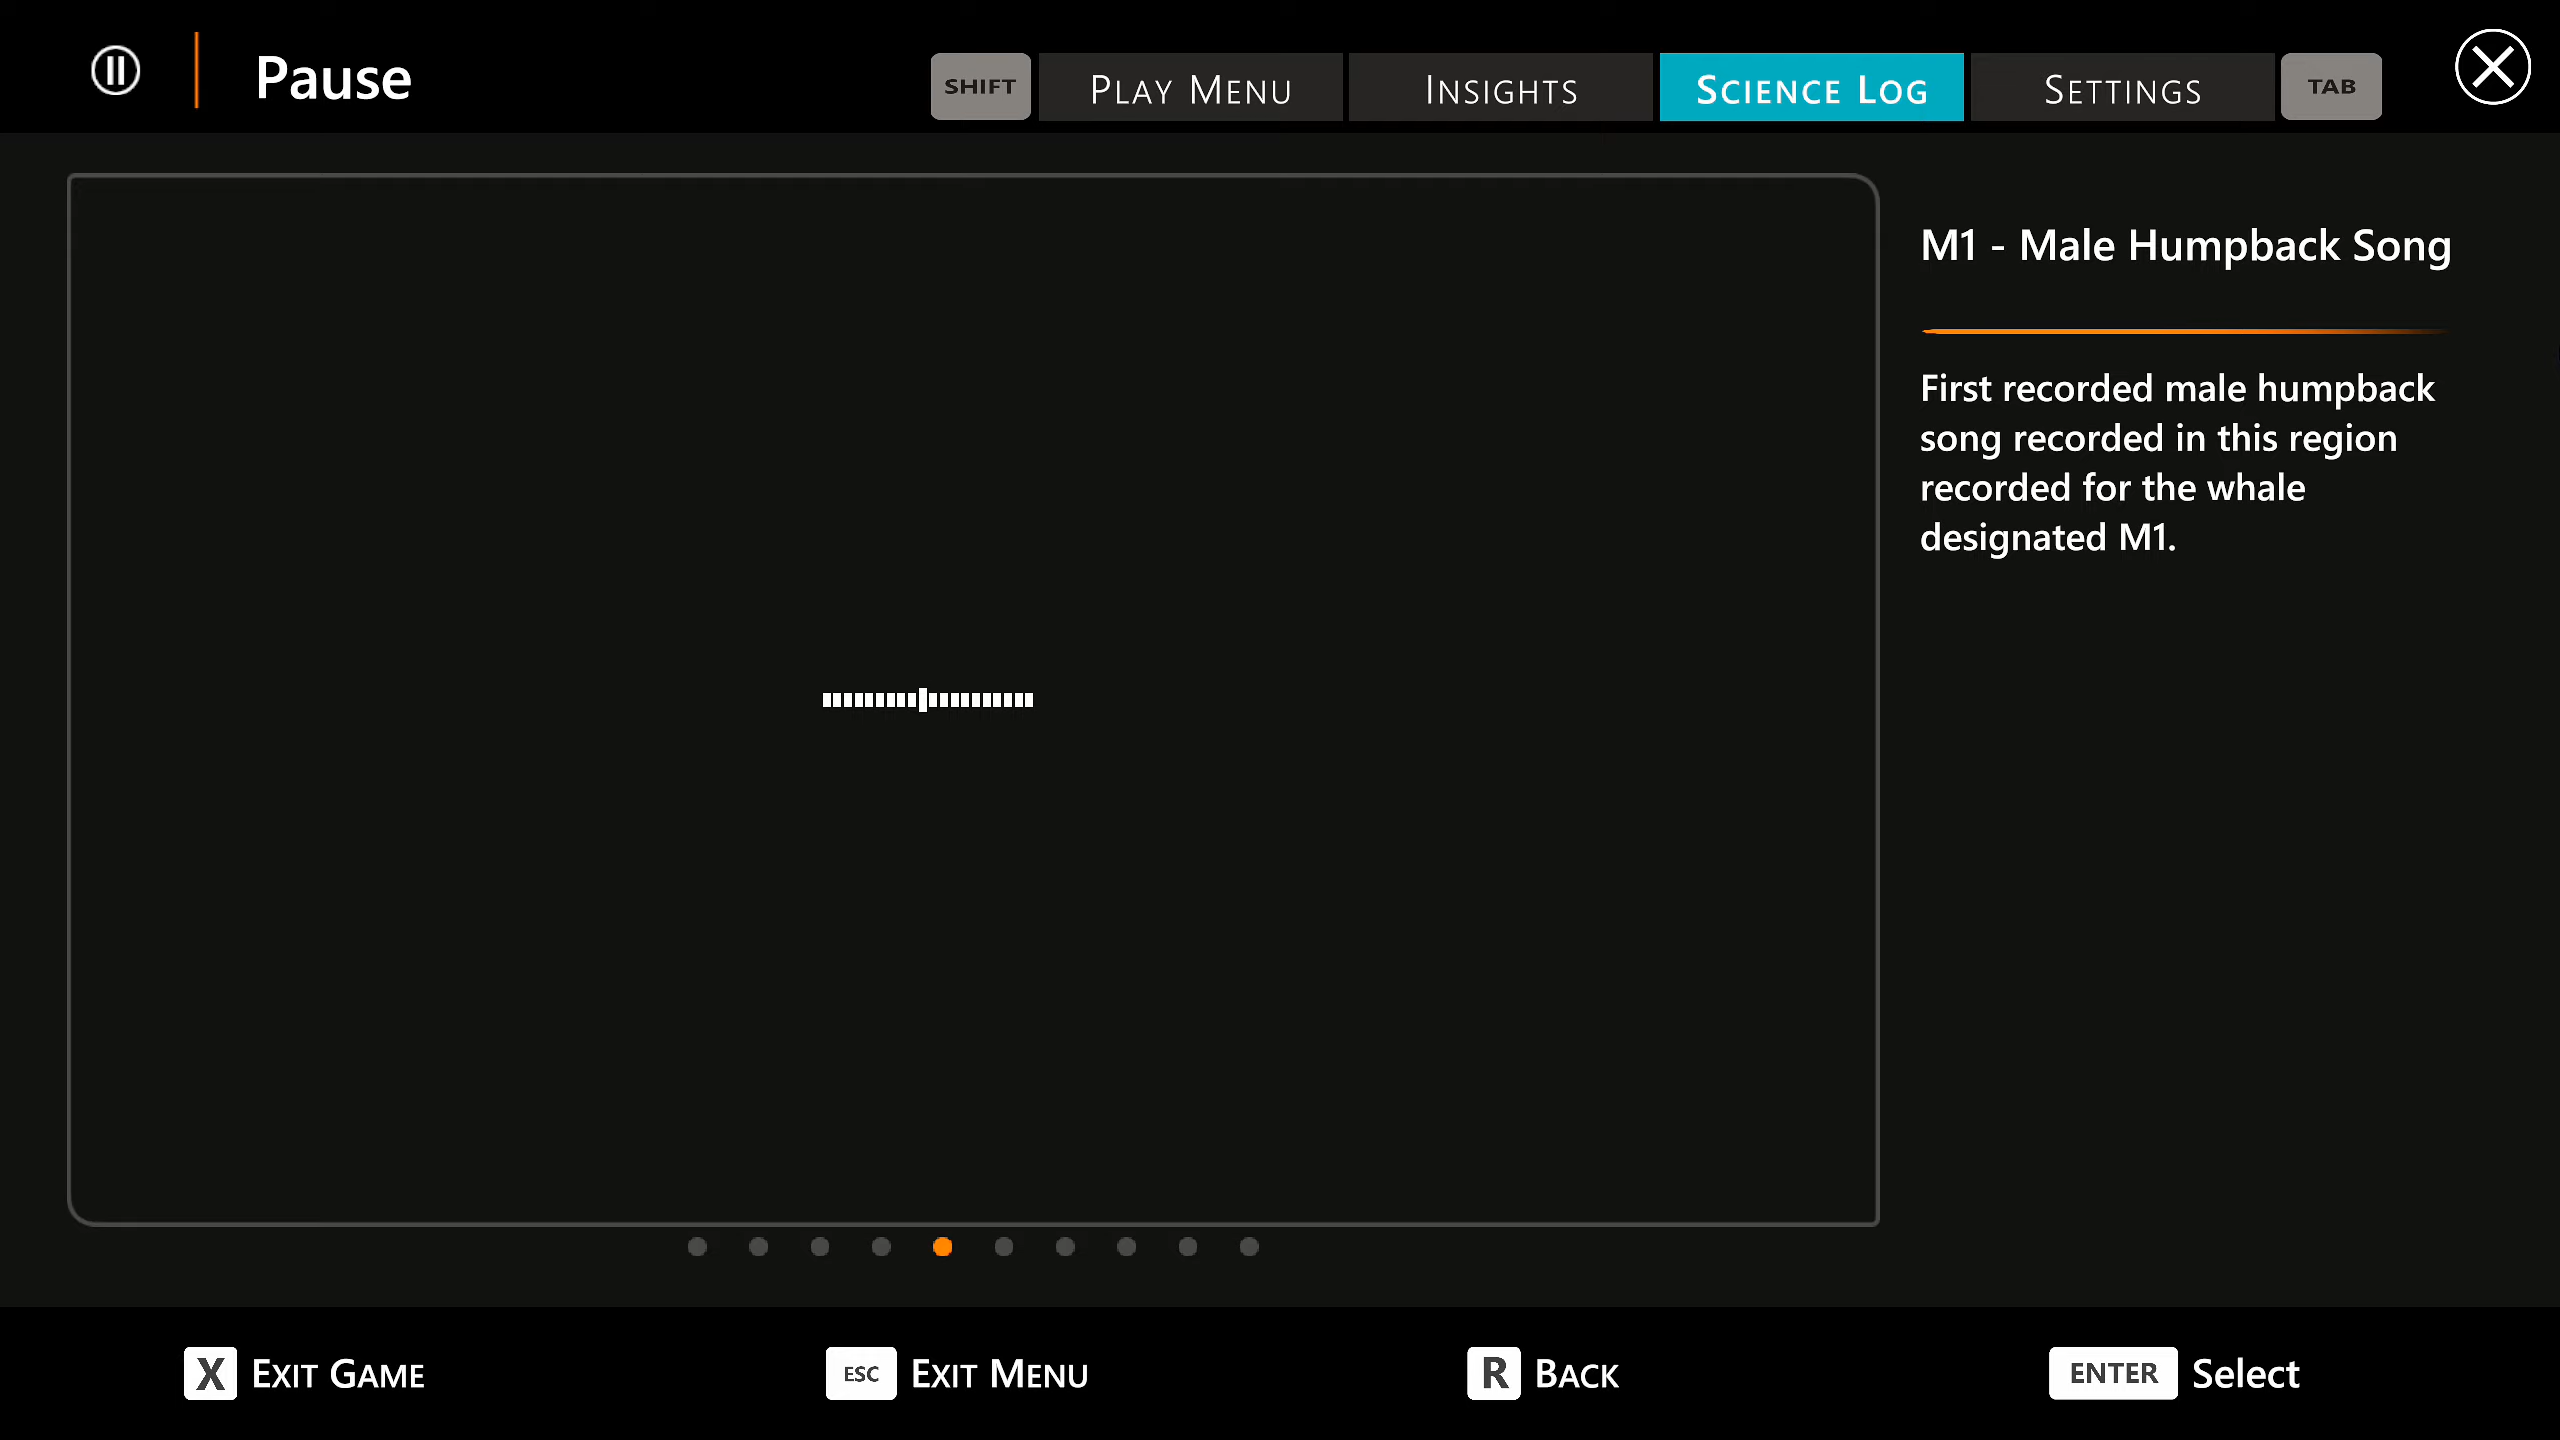 Pause
SHIFT
PLAY MENU
INSIGHTS
SCIENCE LOG
SETTINGS
TAB
M1 - Male Humpback Song
First recorded male humpback
song recorded in this region
recorded for the whale
designated M1.
X EXIT GAME
ESC EXIT MENU
R BACK
ENTER Select